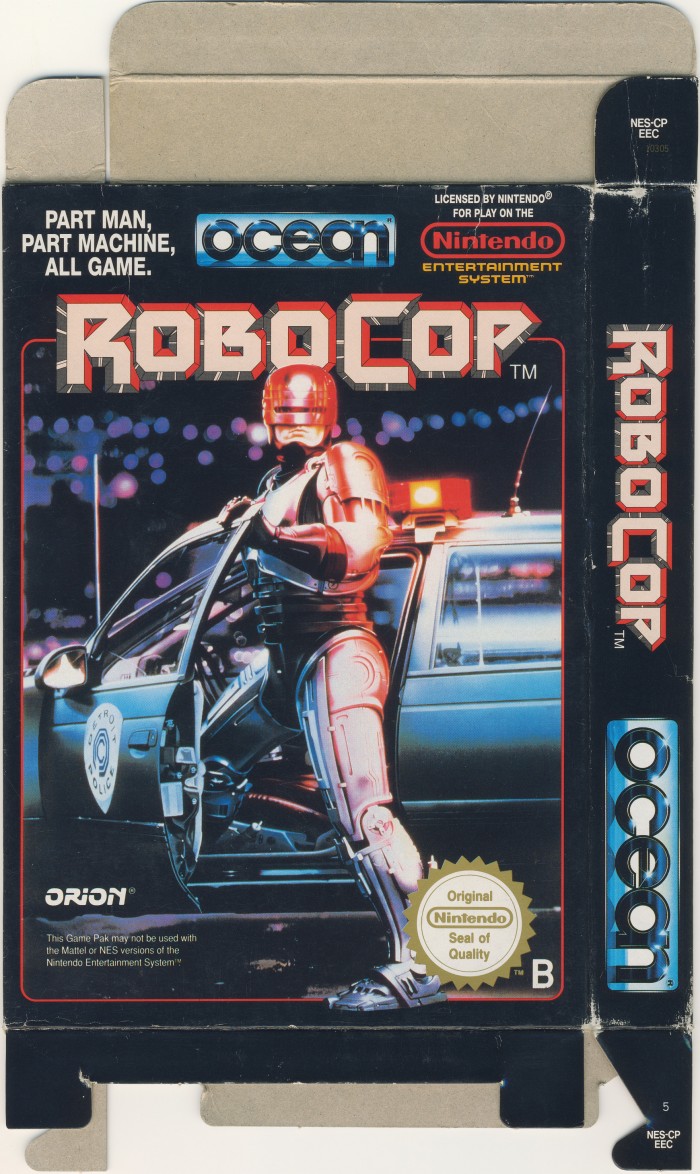 NES-CP
EEC
10305
PART MAN,
PART MACHINE,
ALL GAME.
ocean®
LICENSED BY NINTENDO®
FOR PLAY ON THE
Nintendo
ENTERTAINMENT
SYSTEM™
ROBOCOP
TM
DETROIT
POLICE
ORION®
This Game Pak may not be used with
the Mattel or NES versions of the
Nintendo Entertainment System™
Original
Nintendo
Seal of
Quality
TM
B
ROBOCOP
TM
ocean®
5
NES-CP
EEC